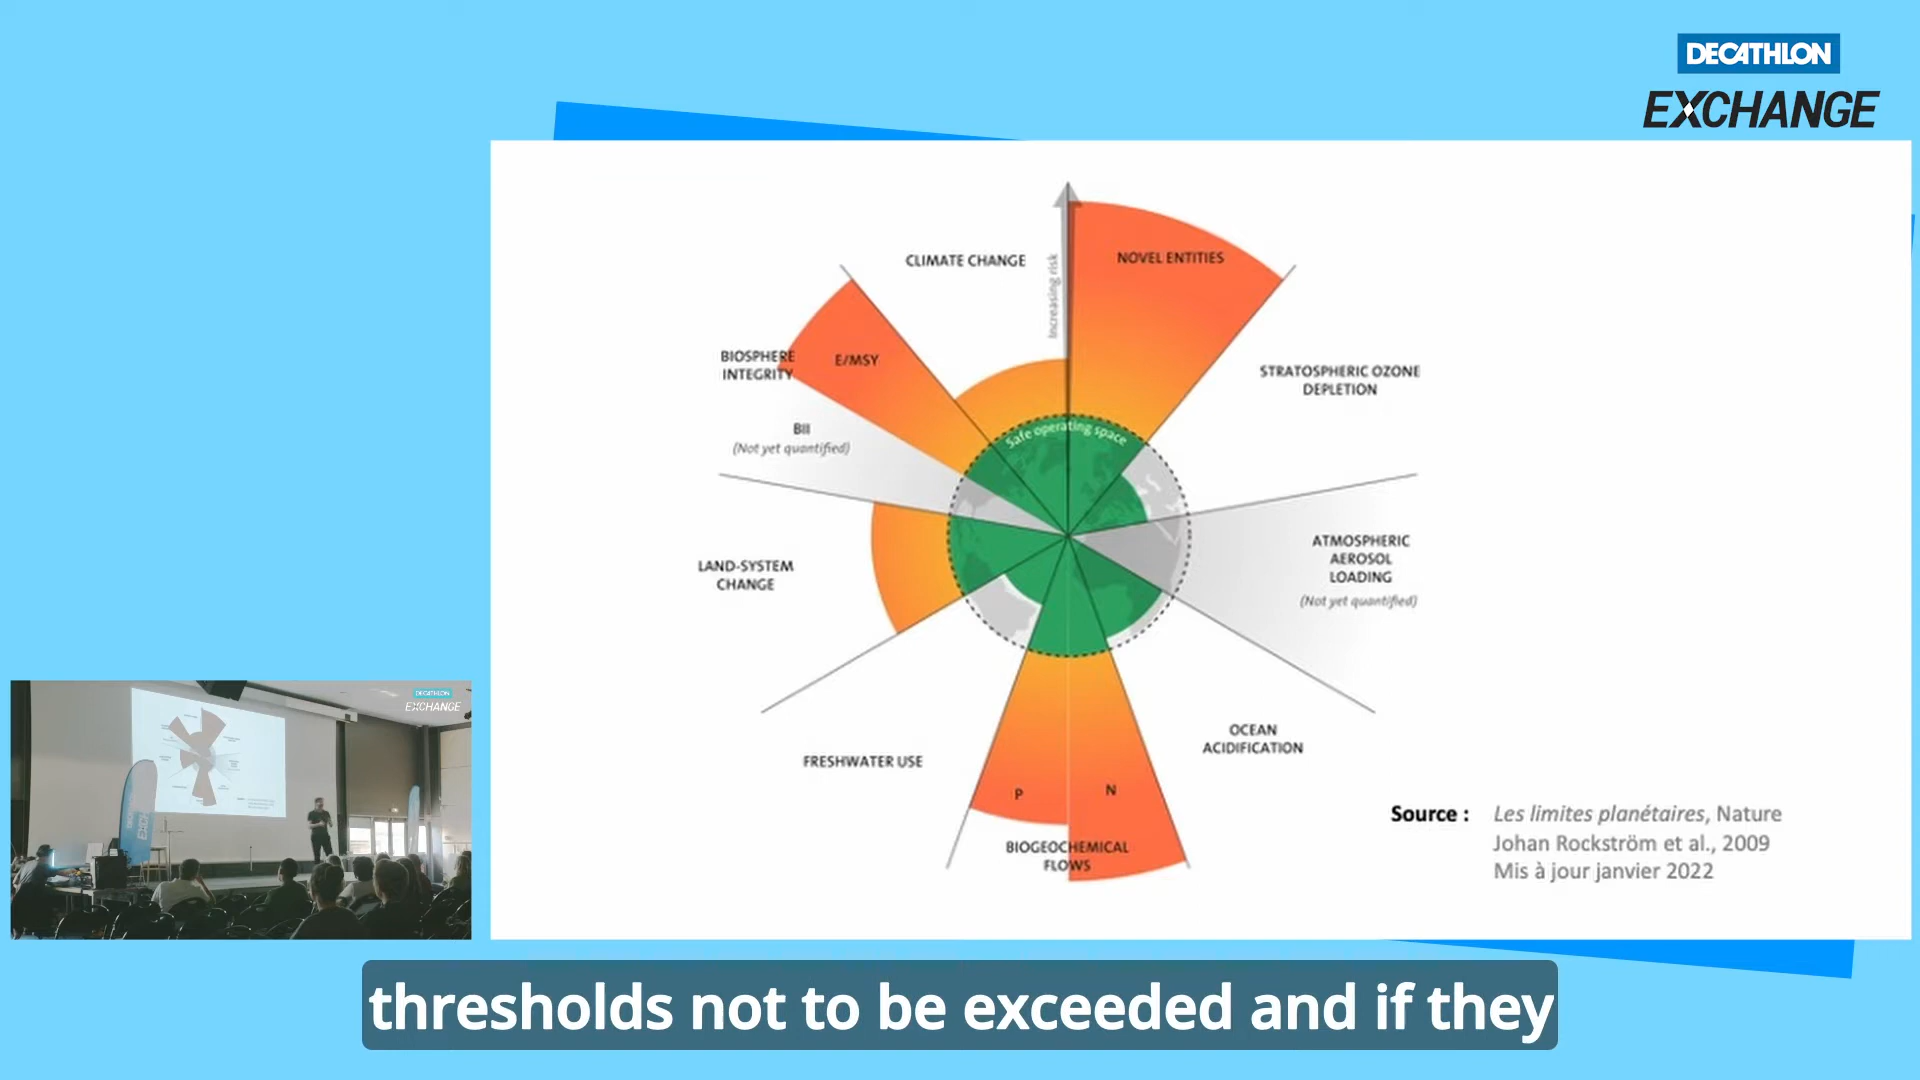 DECATHLON
EXCHANGE
CLIMATE CHANGE
Increasing risk
NOVEL ENTITIES
BIOSPHERE
INTEGRITY
E/MSY
STRATOSPHERIC OZONE
DEPLETION
BII
(Not yet quantified)
Safe operating space
ATMOSPHERIC
AEROSOL
LOADING
(Not yet quantified)
LAND-SYSTEM
CHANGE
OCEAN
ACIDIFICATION
FRESHWATER USE
P
N
BIOGEOCHEMICAL
FLOWS
Source : Les limites planétaires, Nature
Johan Rockström et al., 2009
Mis à jour janvier 2022
DECATHLON
EXCHANGE
thresholds not to be exceeded and if they